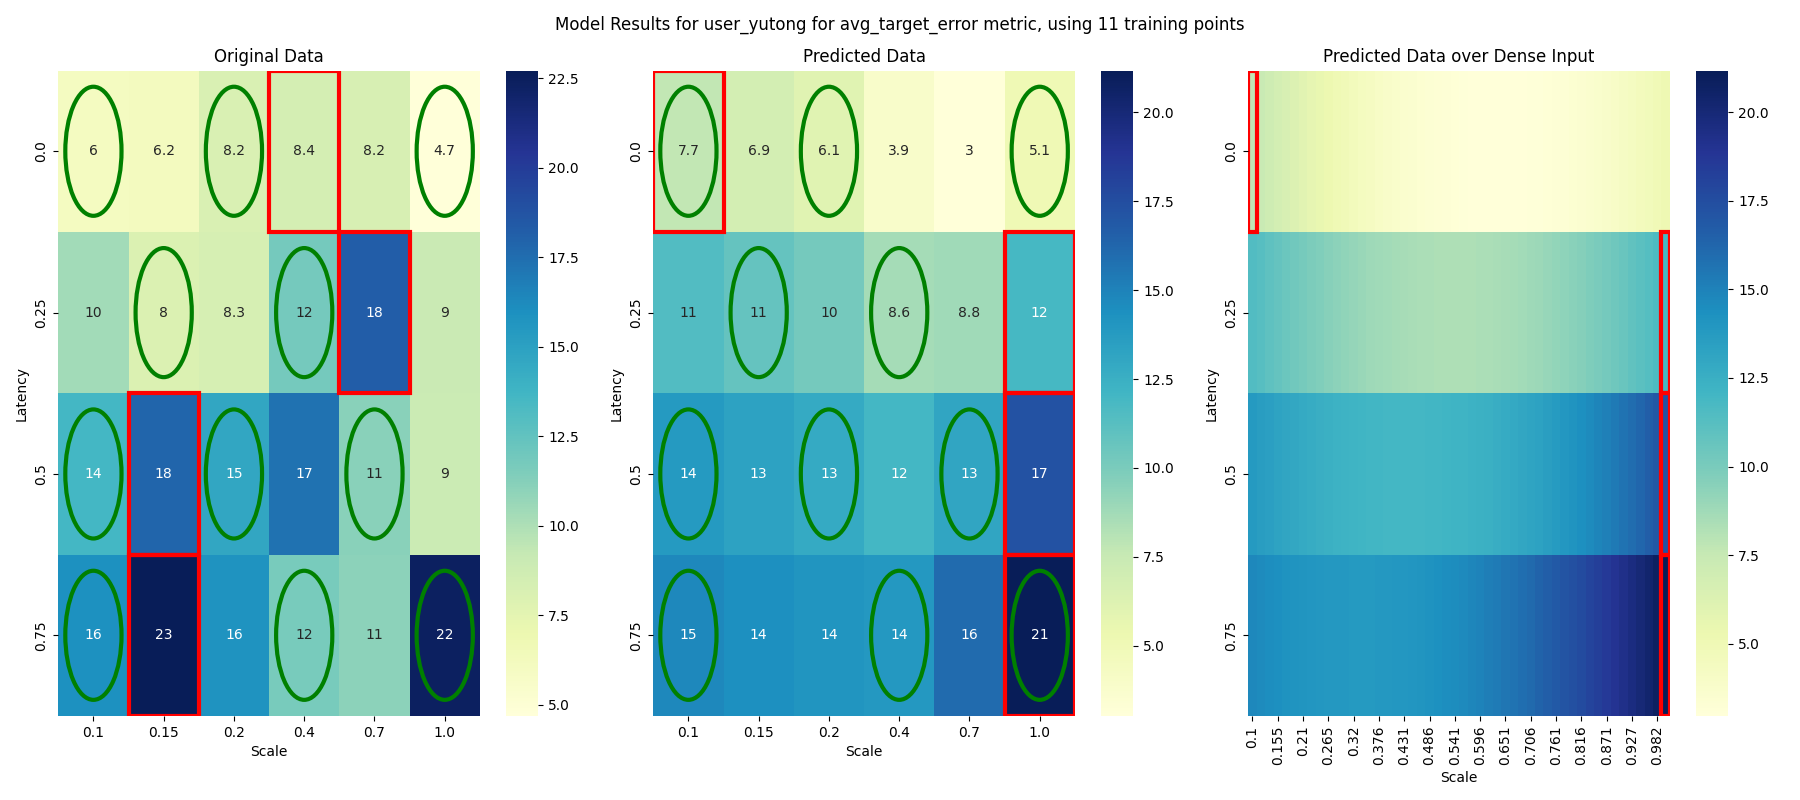 Model Results for user_yutong for avg_target_error metric, using 11 training points
Original Data
0.0 6 6.2 8.2 8.4 8.2 4.7
0.25 10 8 8.3 12 18 9
0.5 14 18 15 17 11 9
0.75 16 23 16 12 11 22
Latency
0.1 0.15 0.2 0.4 0.7 1.0
Scale
22.5
20.0
17.5
15.0
12.5
10.0
7.5
5.0
Predicted Data
0.0 7.7 6.9 6.1 3.9 3 5.1
0.25 11 11 10 8.6 8.8 12
0.5 14 13 13 12 13 17
0.75 15 14 14 14 16 21
Latency
0.1 0.15 0.2 0.4 0.7 1.0
Scale
20.0
17.5
15.0
12.5
10.0
7.5
5.0
Predicted Data over Dense Input
0.0
0.25
0.5
0.75
Latency
0.1 0.155 0.21 0.265 0.32 0.376 0.431 0.486 0.541 0.596 0.651 0.706 0.761 0.816 0.871 0.927 0.982
Scale
20.0
17.5
15.0
12.5
10.0
7.5
5.0